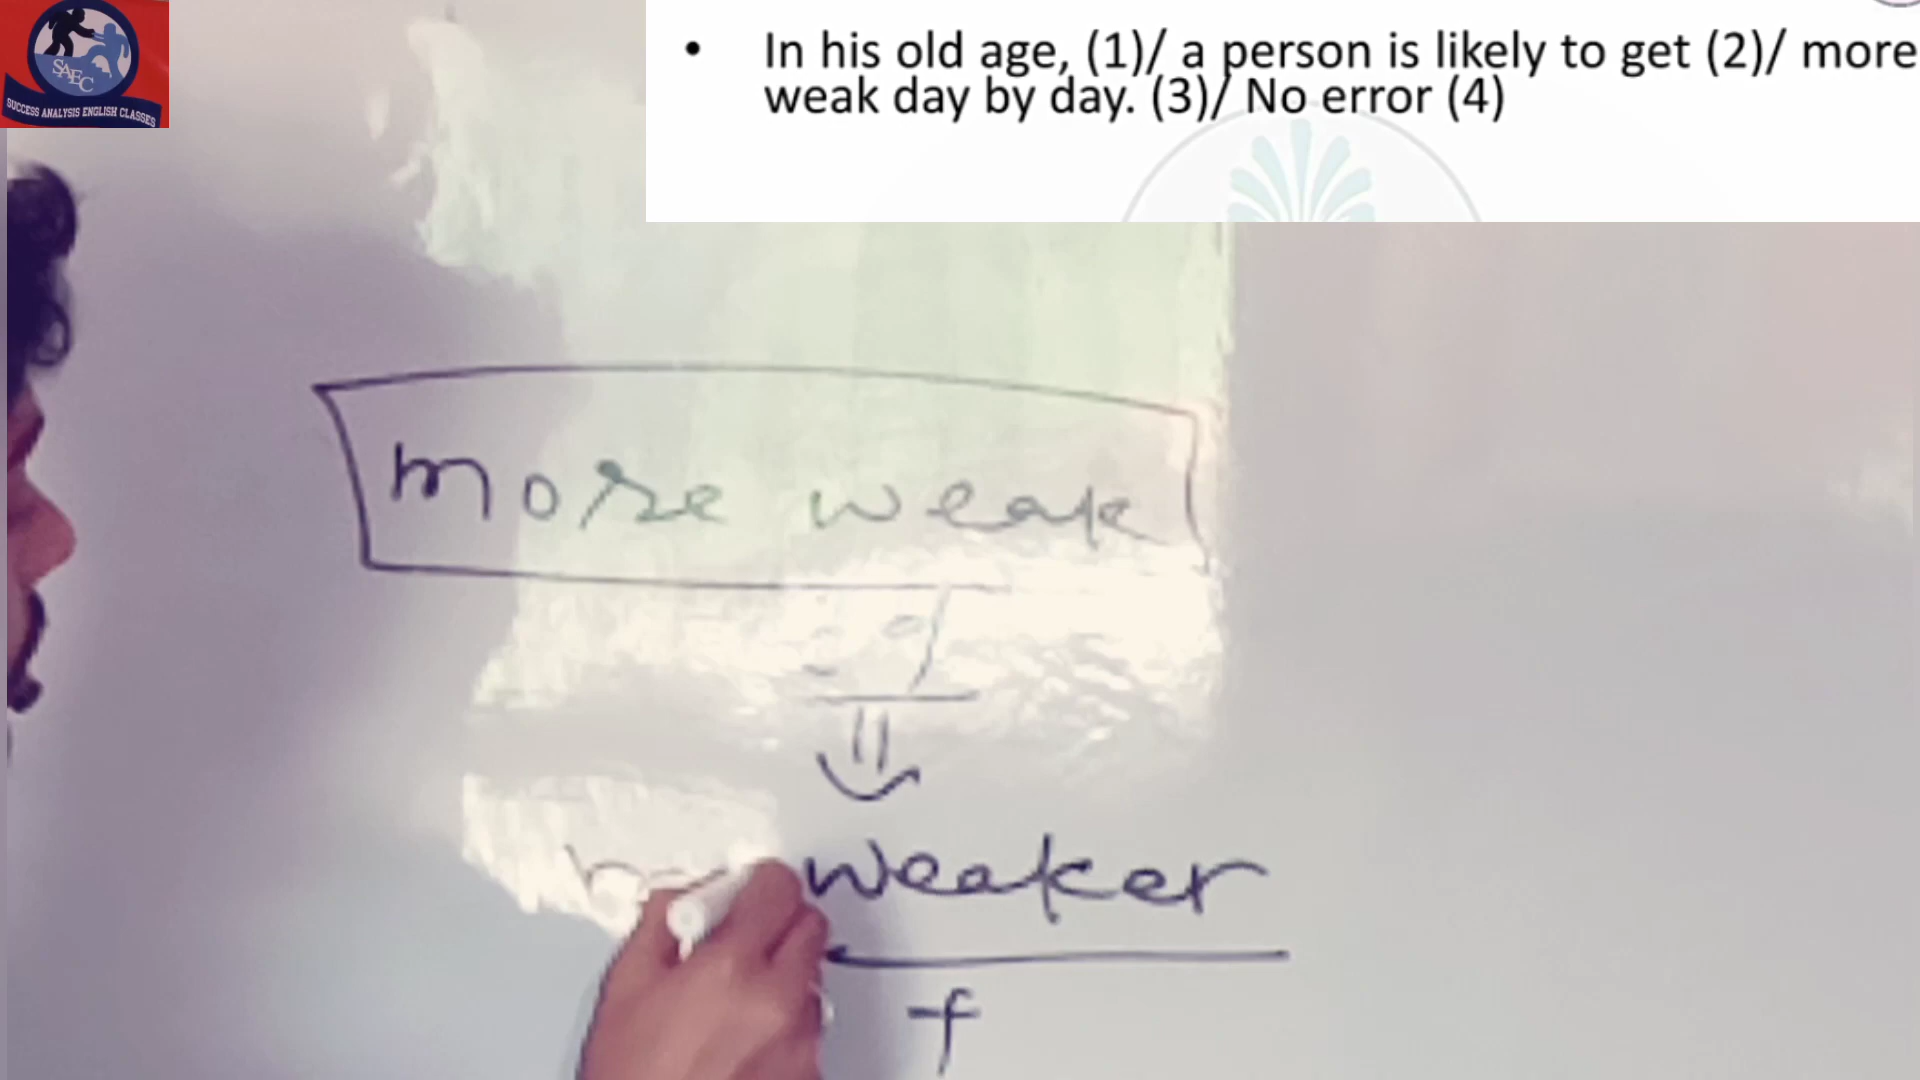 SAEC
SUCCESS ANALYSIS ENGLISH CLASSES
• In his old age, (1)/ a person is likely to get (2)/ more
weak day by day. (3)/ No error (4)
more weak
weaker
f